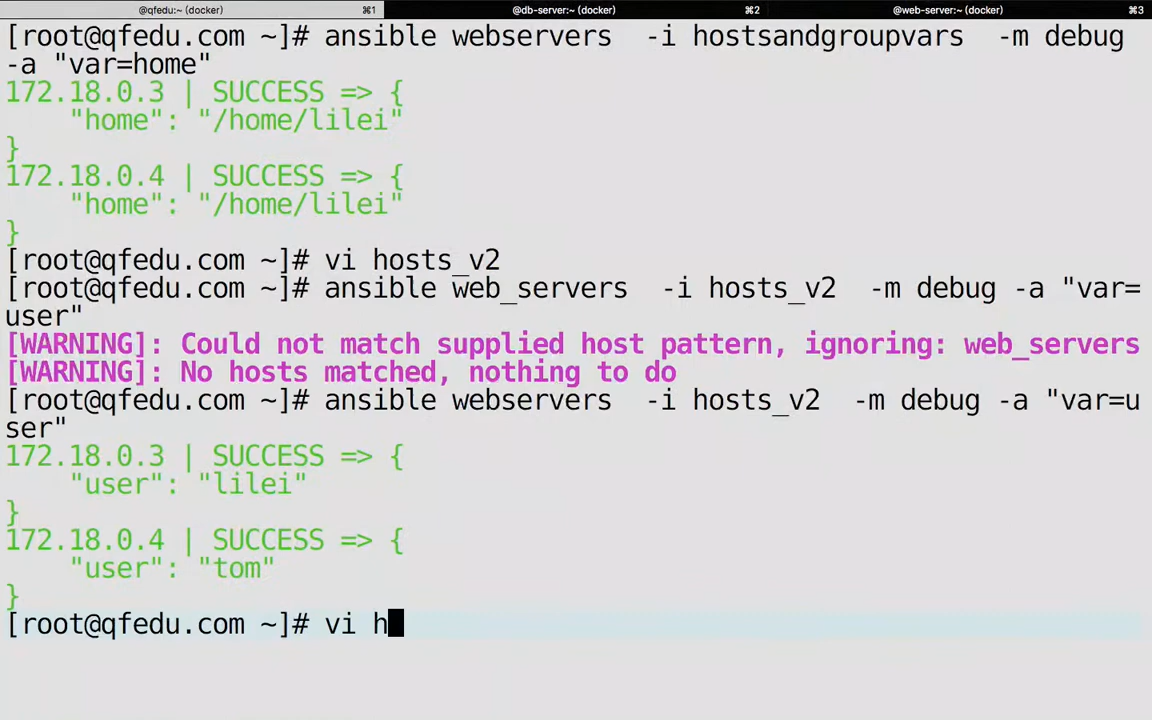 @qfedu:~ (docker) ⌘1 @db-server:~ (docker) ⌘2 @web-server:~ (docker) ⌘3
[root@qfedu.com ~]# ansible webservers  -i hostsandgroupvars  -m debug
-a "var=home"
172.18.0.3 | SUCCESS => {
    "home": "/home/lilei"
}
172.18.0.4 | SUCCESS => {
    "home": "/home/lilei"
}
[root@qfedu.com ~]# vi hosts_v2
[root@qfedu.com ~]# ansible web_servers  -i hosts_v2  -m debug -a "var=
user"
[WARNING]: Could not match supplied host pattern, ignoring: web_servers
[WARNING]: No hosts matched, nothing to do
[root@qfedu.com ~]# ansible webservers  -i hosts_v2  -m debug -a "var=u
ser"
172.18.0.3 | SUCCESS => {
    "user": "lilei"
}
172.18.0.4 | SUCCESS => {
    "user": "tom"
}
[root@qfedu.com ~]# vi h